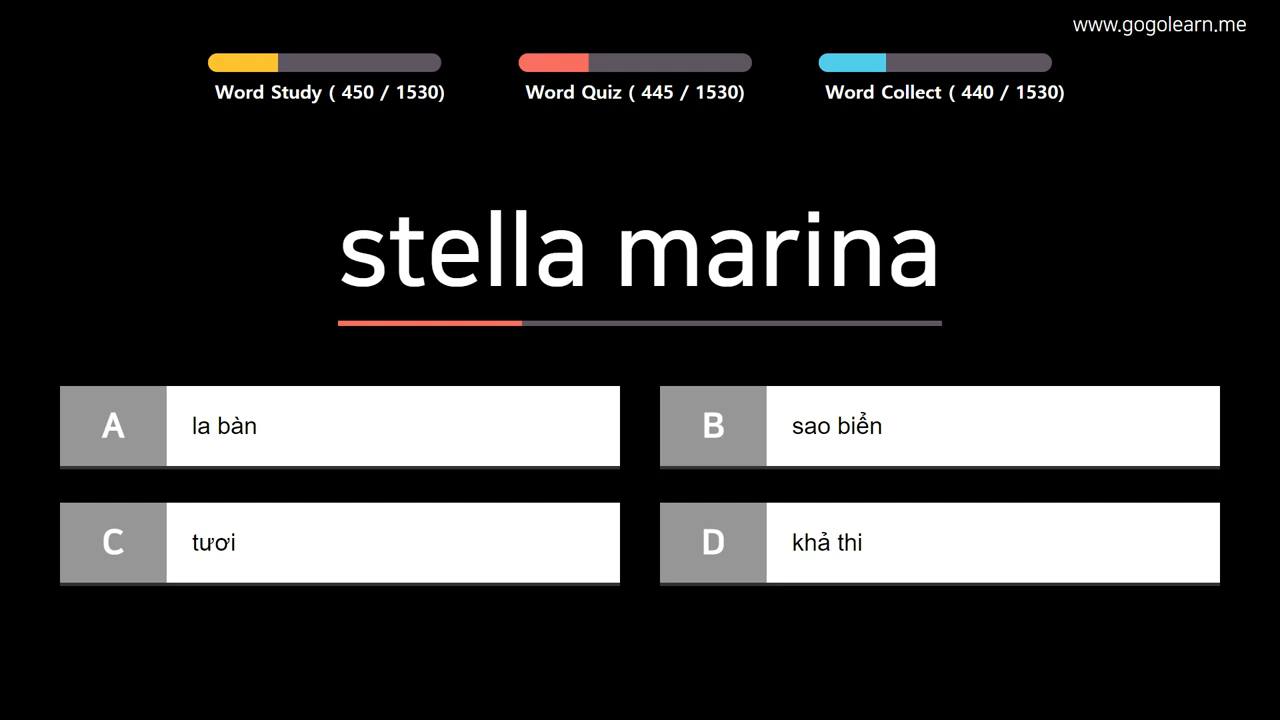 www.gogolearn.me
Word Study ( 450 / 1530)
Word Quiz ( 445 / 1530)
Word Collect ( 440 / 1530)
stella marina
A la bàn
B sao biển
C tươi
D khả thi